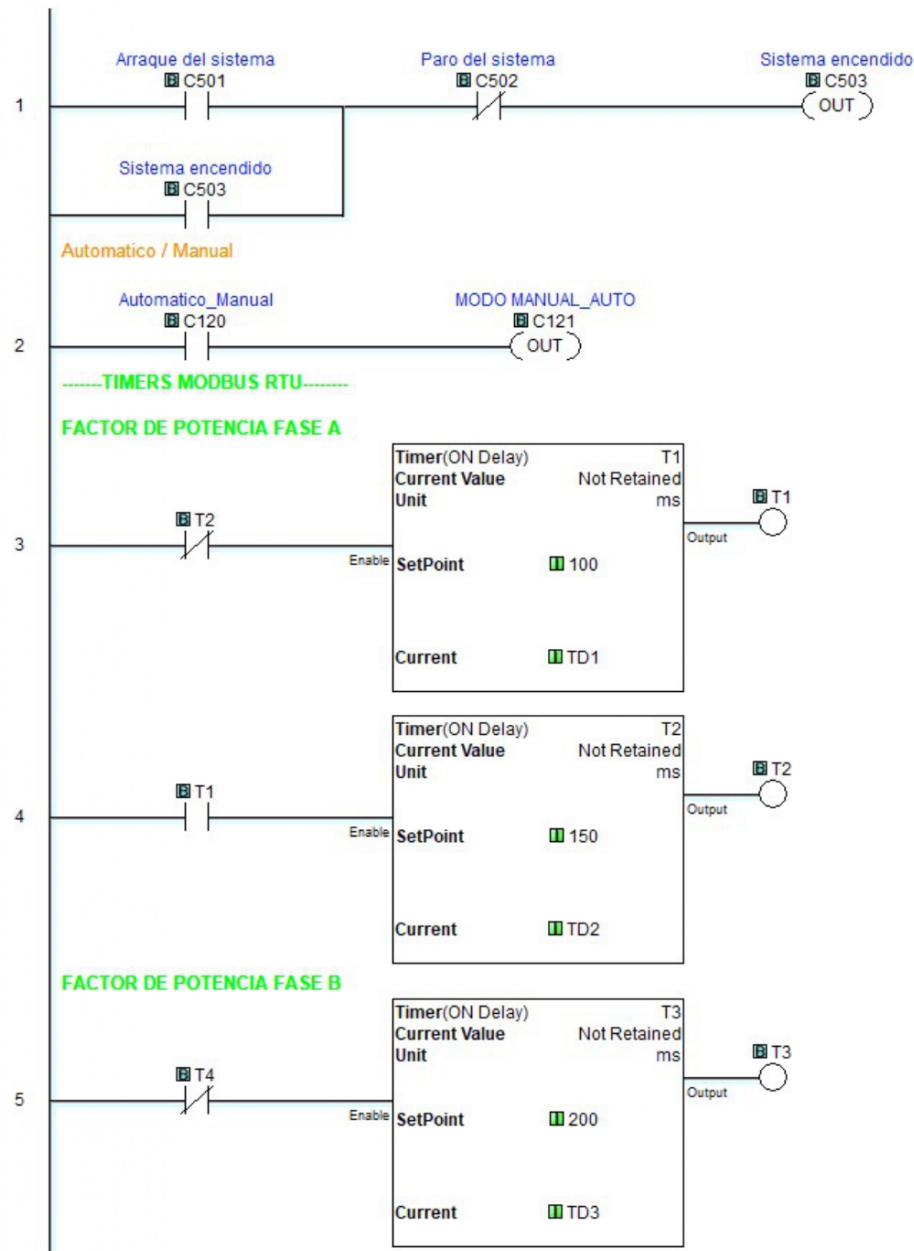 Arraque del sistema
C501
Paro del sistema
C502
Sistema encendido
C503
1
OUT
Sistema encendido
C503
Automatico / Manual
Automatico_Manual
C120
MODO MANUAL_AUTO
C121
2
OUT
-------TIMERS MODBUS RTU--------
FACTOR DE POTENCIA FASE A
Timer(ON Delay) T1
Current Value Not Retained
Unit ms
T1
T2
Output
3
Enable
SetPoint 100
Current TD1
Timer(ON Delay) T2
Current Value Not Retained
Unit ms
T2
T1
Output
4
Enable
SetPoint 150
Current TD2
FACTOR DE POTENCIA FASE B
Timer(ON Delay) T3
Current Value Not Retained
Unit ms
T3
T4
Output
5
Enable
SetPoint 200
Current TD3